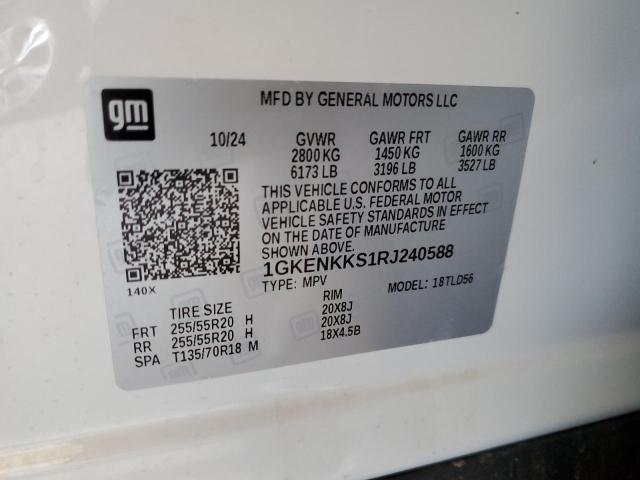 gm
MFD BY GENERAL MOTORS LLC
10/24 GVWR GAWR FRT GAWR RR
2800 KG 1450 KG 1600 KG
6173 LB 3196 LB 3527 LB
THIS VEHICLE CONFORMS TO ALL
APPLICABLE U.S. FEDERAL MOTOR
VEHICLE SAFETY STANDARDS IN EFFECT
ON THE DATE OF MANUFACTURE
SHOWN ABOVE.
1GKENKKS1RJ240588
140X TYPE: MPV MODEL: 18TLD56
TIRE SIZE RIM
FRT 255/55R20 H 20X8J
RR 255/55R20 H 20X8J
SPA T135/70R18 M 18X4.5B